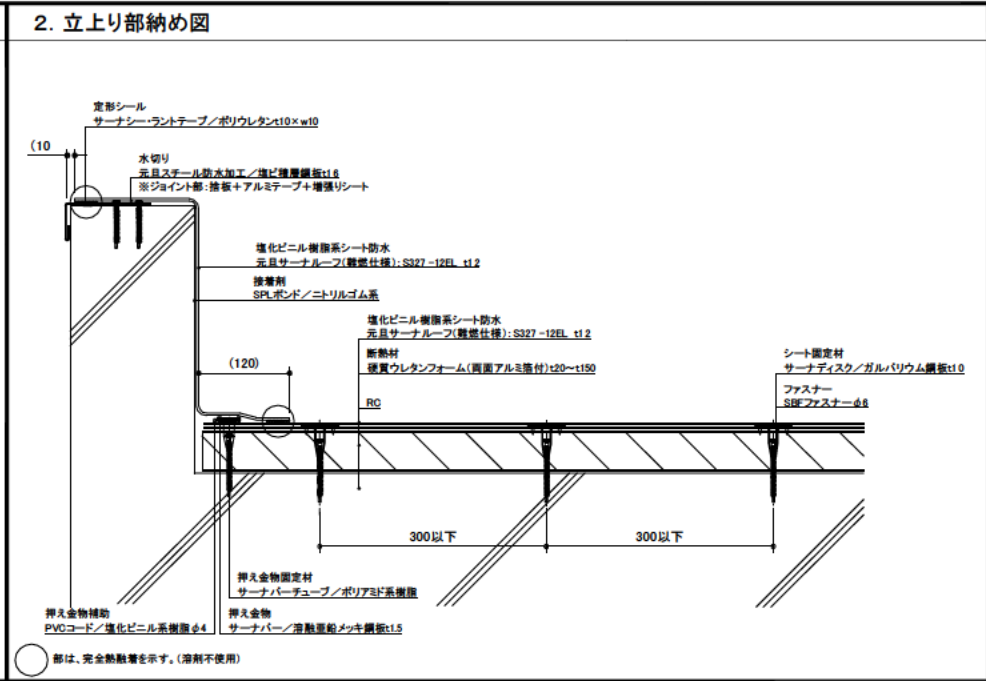 2. 立上り部納め図
定形シール
サーナシーラントテープ/ポリウレタンt10×w10
(10
水切り
元旦スチール防水加工/塩ビ積層鋼板t1.6
※ジョイント部:捨板+アルミテープ+増張りシート
塩化ビニル樹脂系シート防水
元旦サーナルーフ(難燃仕様):S327-12EL t1.2
接着剤
SPLボンド/ニトリルゴム系
塩化ビニル樹脂系シート防水
元旦サーナルーフ(難燃仕様):S327-12EL t1.2
断熱材
硬質ウレタンフォーム(両面アルミ箔付)t20~t150
RC
(120)
シート固定材
サーナディスク/ガルバリウム鋼板t1.0
ファスナー
SBFファスナーφ6
300以下
300以下
押え金物固定材
サーナバーチューブ/ポリアミド系樹脂
押え金物補助
PVCコード/塩化ビニル系樹脂φ4
押え金物
サーナバー/溶融亜鉛メッキ鋼板t1.5
部は、完全熱融着を示す。(溶剤不使用)